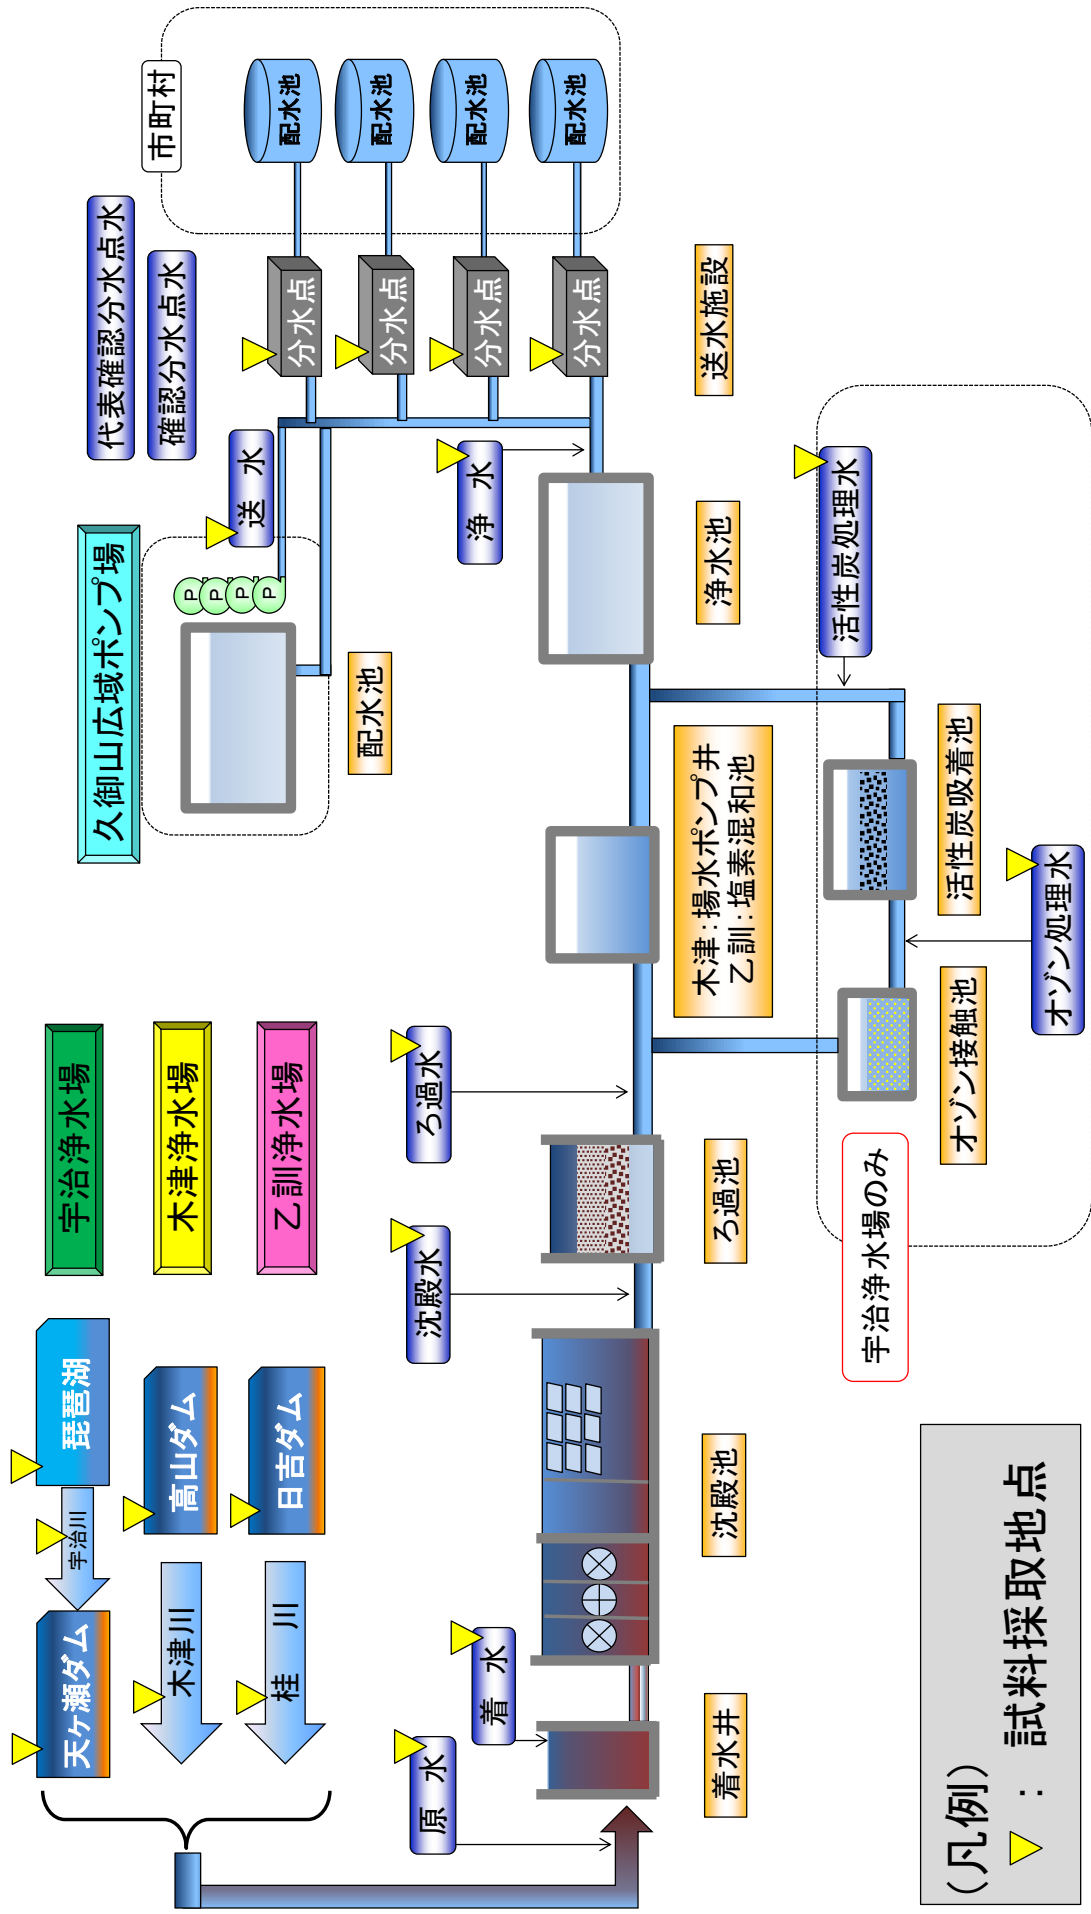 琵琶湖
宇治川
天ヶ瀬ダム
宇治浄水場
高山ダム
木津川
木津浄水場
日吉ダム
桂 川
乙訓浄水場
久御山広域ポンプ場
P
P
P
P
送 水
配水池
代表確認分水点水
確認分水点水
市町村
配水池
配水池
配水池
配水池
分水点
分水点
分水点
分水点
原 水
着 水
沈殿水
ろ過水
浄 水
着水井
沈殿池
ろ過池
木津:揚水ポンプ井
乙訓:塩素混和池
浄水池
送水施設
宇治浄水場のみ
活性炭処理水
オゾン接触池
活性炭吸着池
オゾン処理水
(凡例)
: 試料採取地点